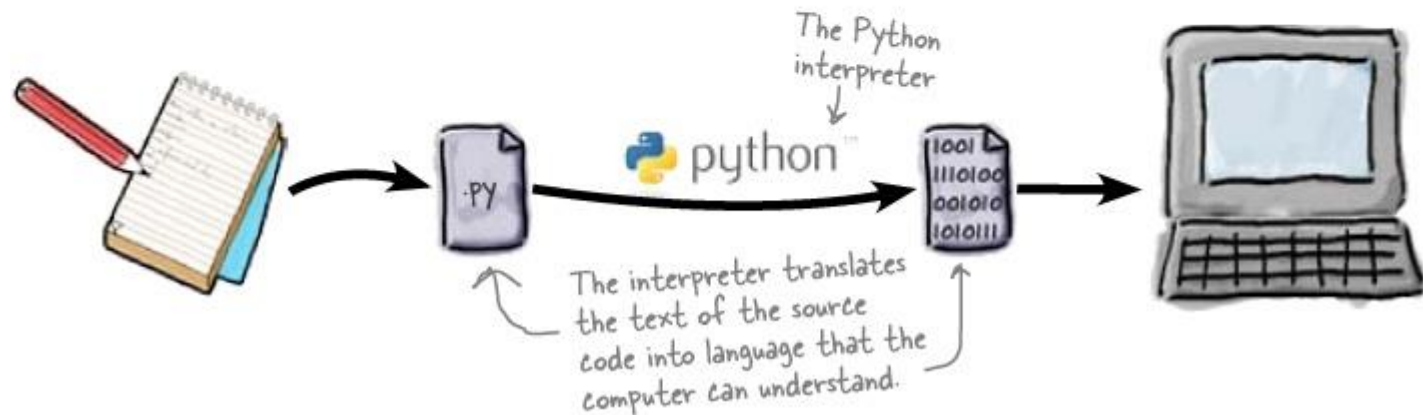 The Python
interpreter
python™
.PY
1001
1110100
001010
1010111
The interpreter translates
the text of the source
code into language that the
computer can understand.